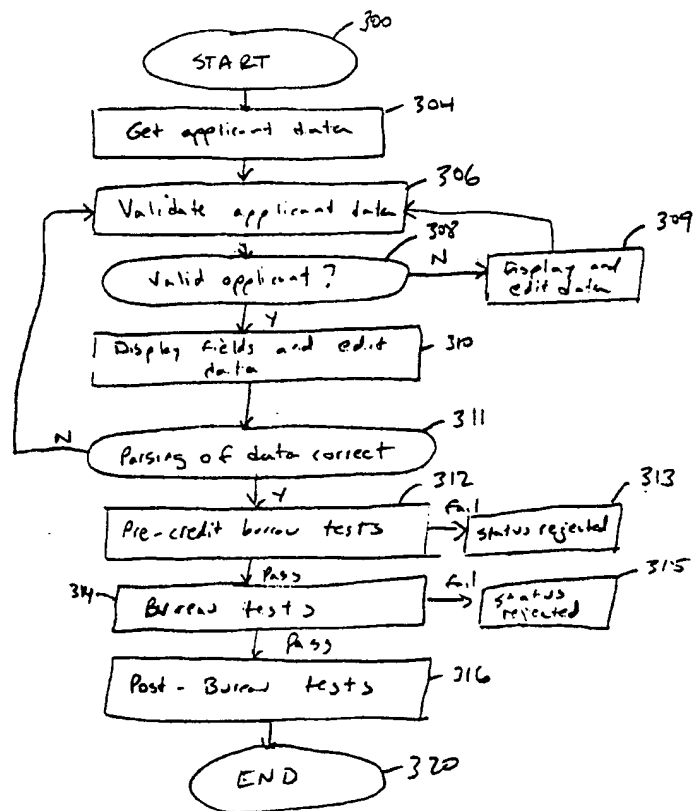 300
START
304
Get applicant data
306
Validate applicant data
308
Valid applicant?
N
309
Display and
edit data
Y
Display fields and edit
data
310
311
Parsing of data correct
N
Y
312
Pre-credit burow tests
Fail
313
Status rejected
Pass
314
Bureau tests
Fail
315
Status
rejected
Pass
Post-Bureau tests
316
END
320